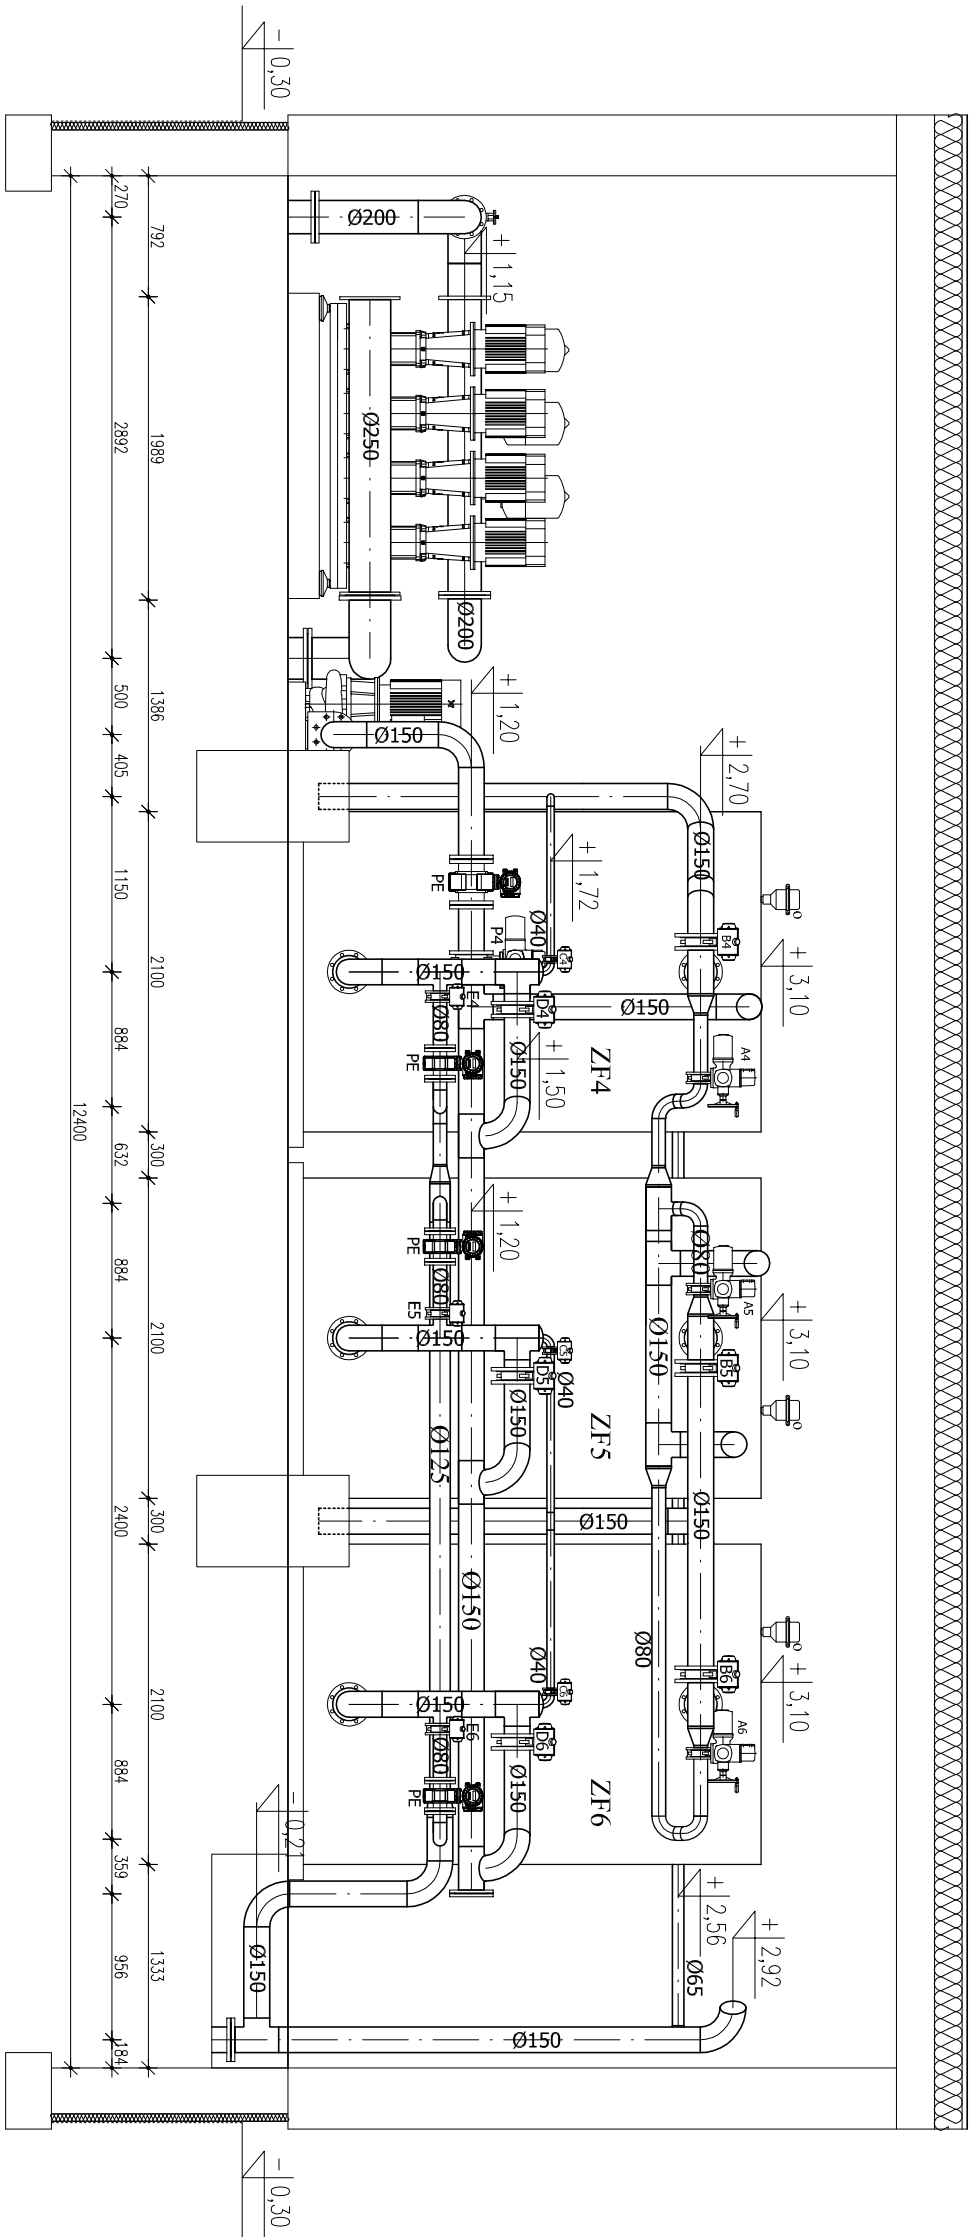 - 0,30
Ø200
+ 1,15
Ø250
Ø200
+ 1,20
Ø150
+ 2,70
Ø150
+ 1,72
PE
Ø40
P4
C4
B4
+ 3,10
Ø150
E4
D4
Ø150
Ø80
PE
Ø150
+ 1,50
ZF4
A4
+ 1,20
PE
Ø80
E5
Ø150
C5
D5
Ø40
Ø150
ZF5
Ø80
A5
+ 3,10
Ø150
B5
Ø125
Ø150
Ø150
Ø150
Ø40
Ø80
C6
B6
+ 3,10
Ø150
E6
D6
Ø80
PE
Ø150
ZF6
A6
- 0,21
+ 2,56
+ 2,92
Ø65
Ø150
Ø150
- 0,30
792
1989
1386
2100
300
2100
300
2100
1333
270
2892
500
405
1150
884
632
884
2400
884
359
956
184
12400